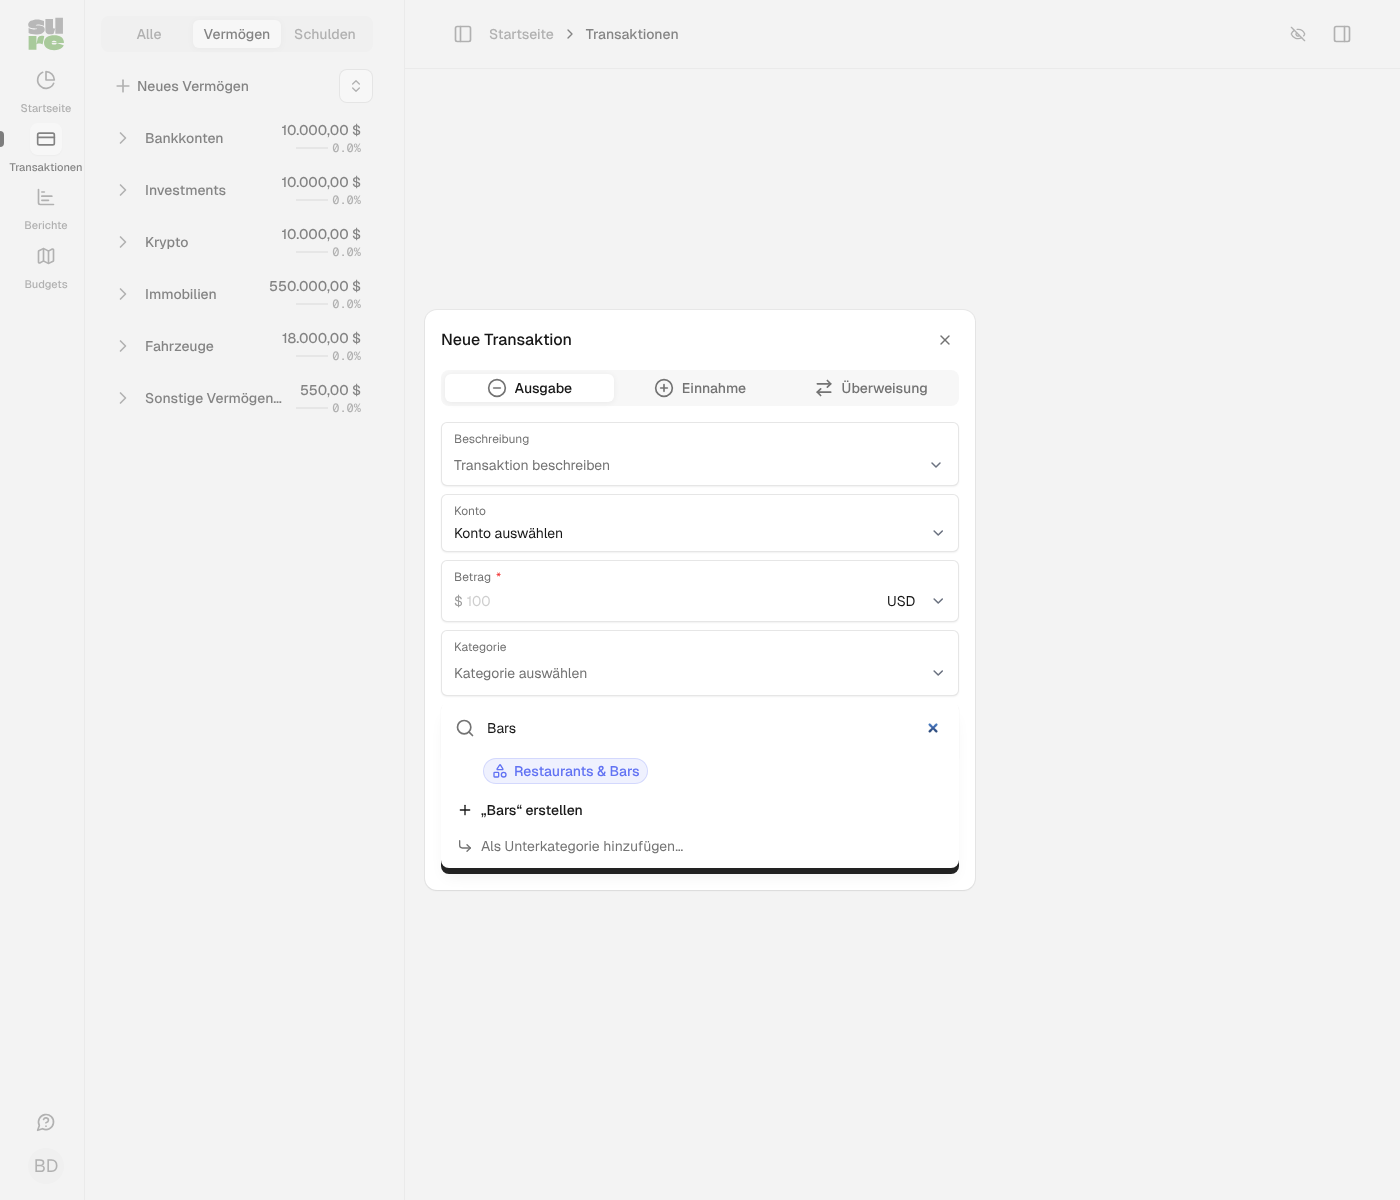 sure
Startseite
Transaktionen
Berichte
Budgets
BD
Alle
Vermögen
Schulden
Neues Vermögen
Bankkonten
10.000,00 $
0.0%
Investments
10.000,00 $
0.0%
Krypto
10.000,00 $
0.0%
Immobilien
550.000,00 $
0.0%
Fahrzeuge
18.000,00 $
0.0%
Sonstige Vermögen...
550,00 $
0.0%
Startseite
Transaktionen
Neue Transaktion
Ausgabe
Einnahme
Überweisung
Beschreibung
Transaktion beschreiben
Konto
Konto auswählen
Betrag *
$ 100
USD
Kategorie
Kategorie auswählen
Bars
Restaurants & Bars
„Bars“ erstellen
Als Unterkategorie hinzufügen...